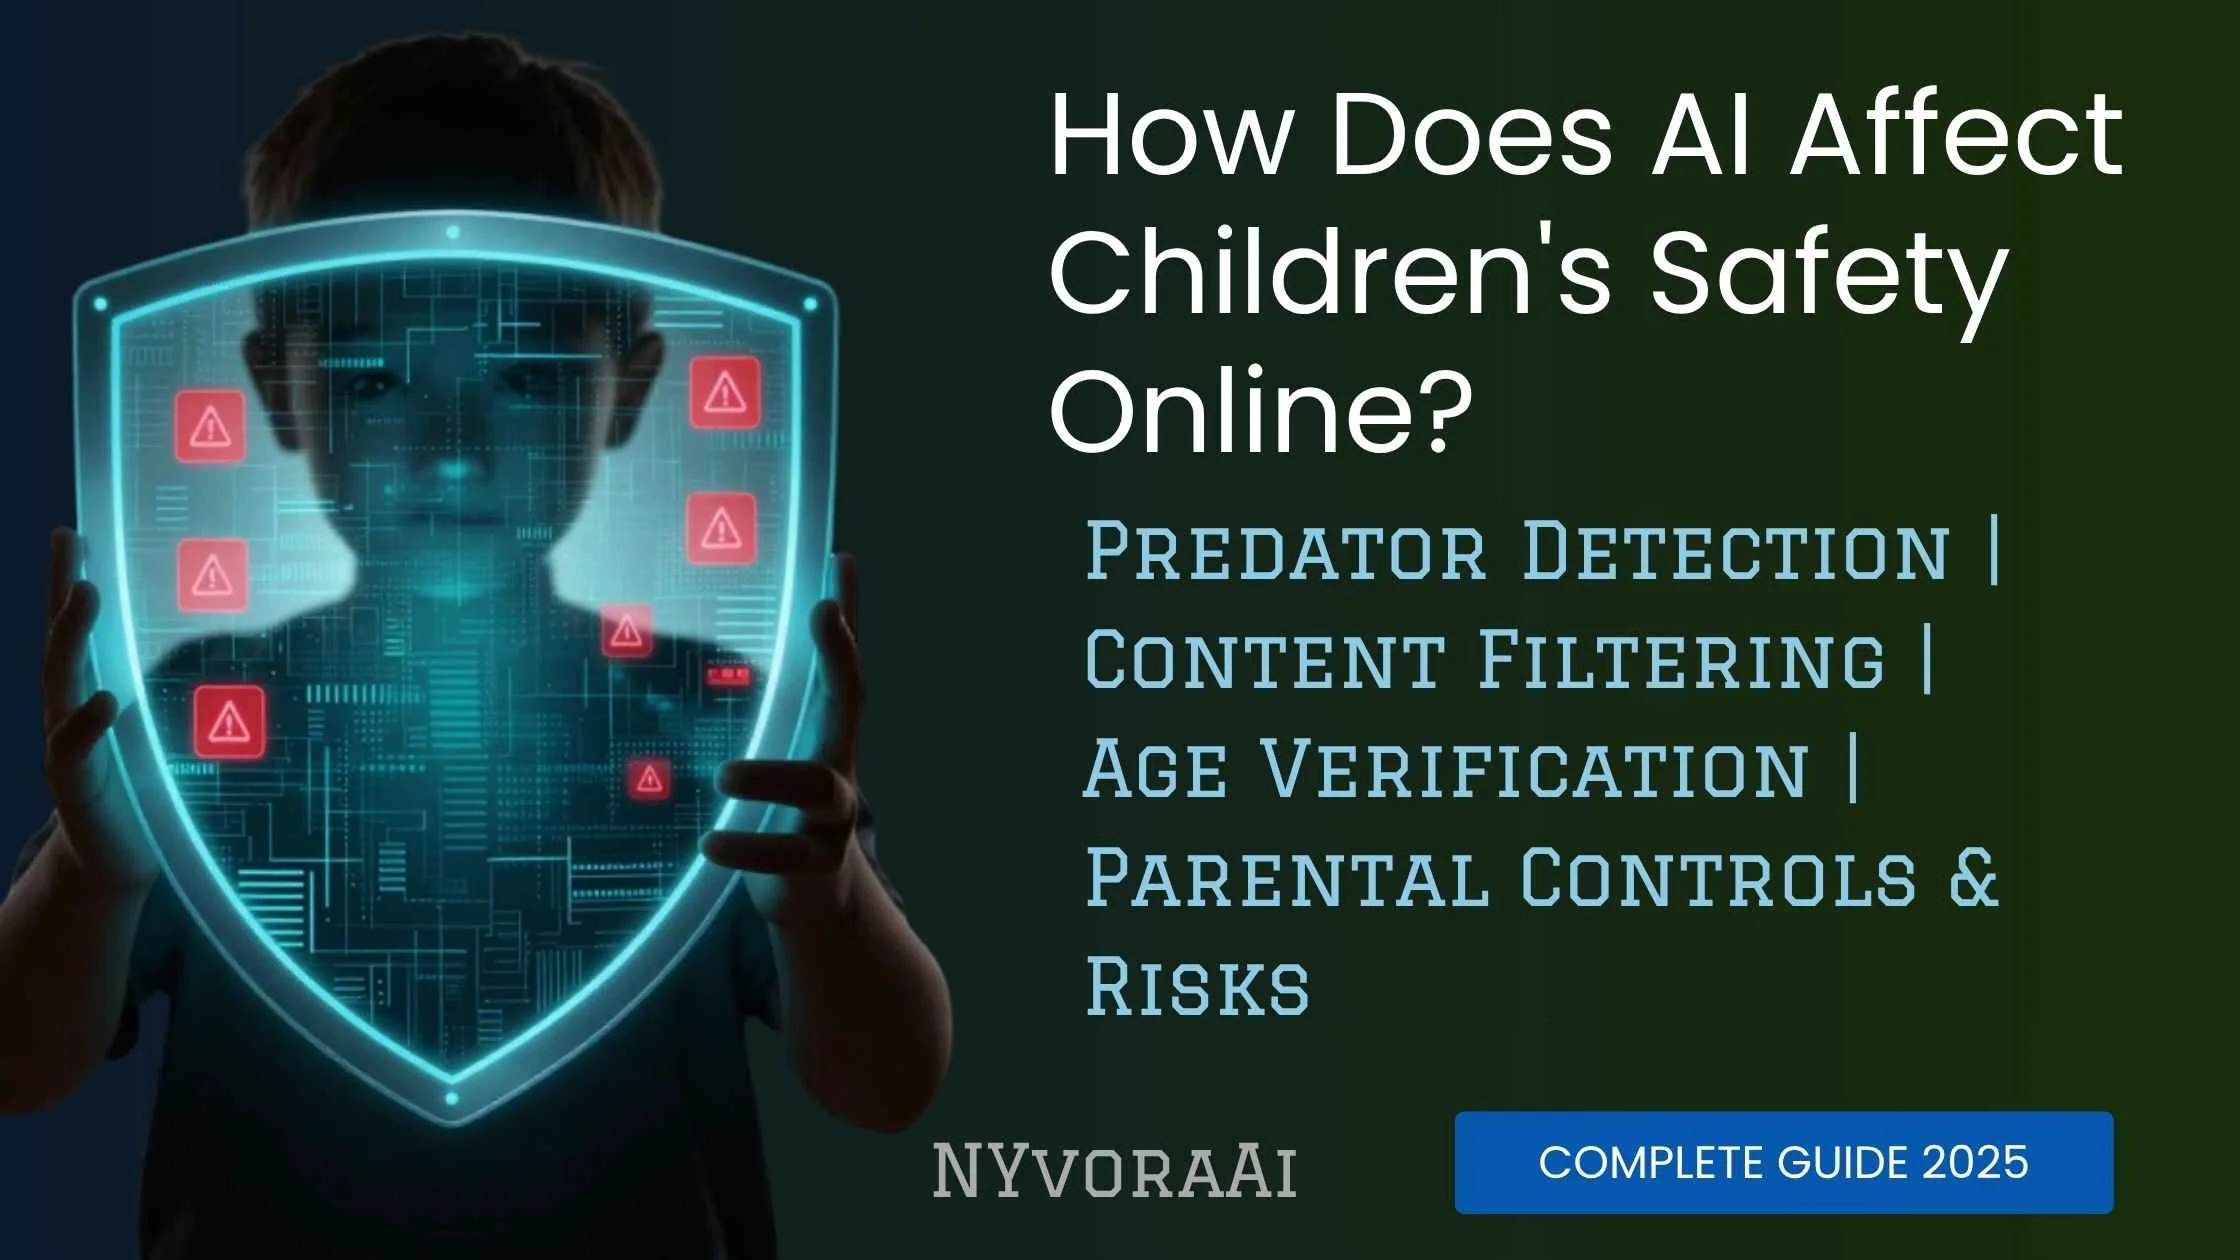 How Does AI Affect
Children's Safety
Online?
Predator Detection |
Content Filtering |
Age Verification |
Parental Controls &
Risks
NYvoraAi
COMPLETE GUIDE 2025